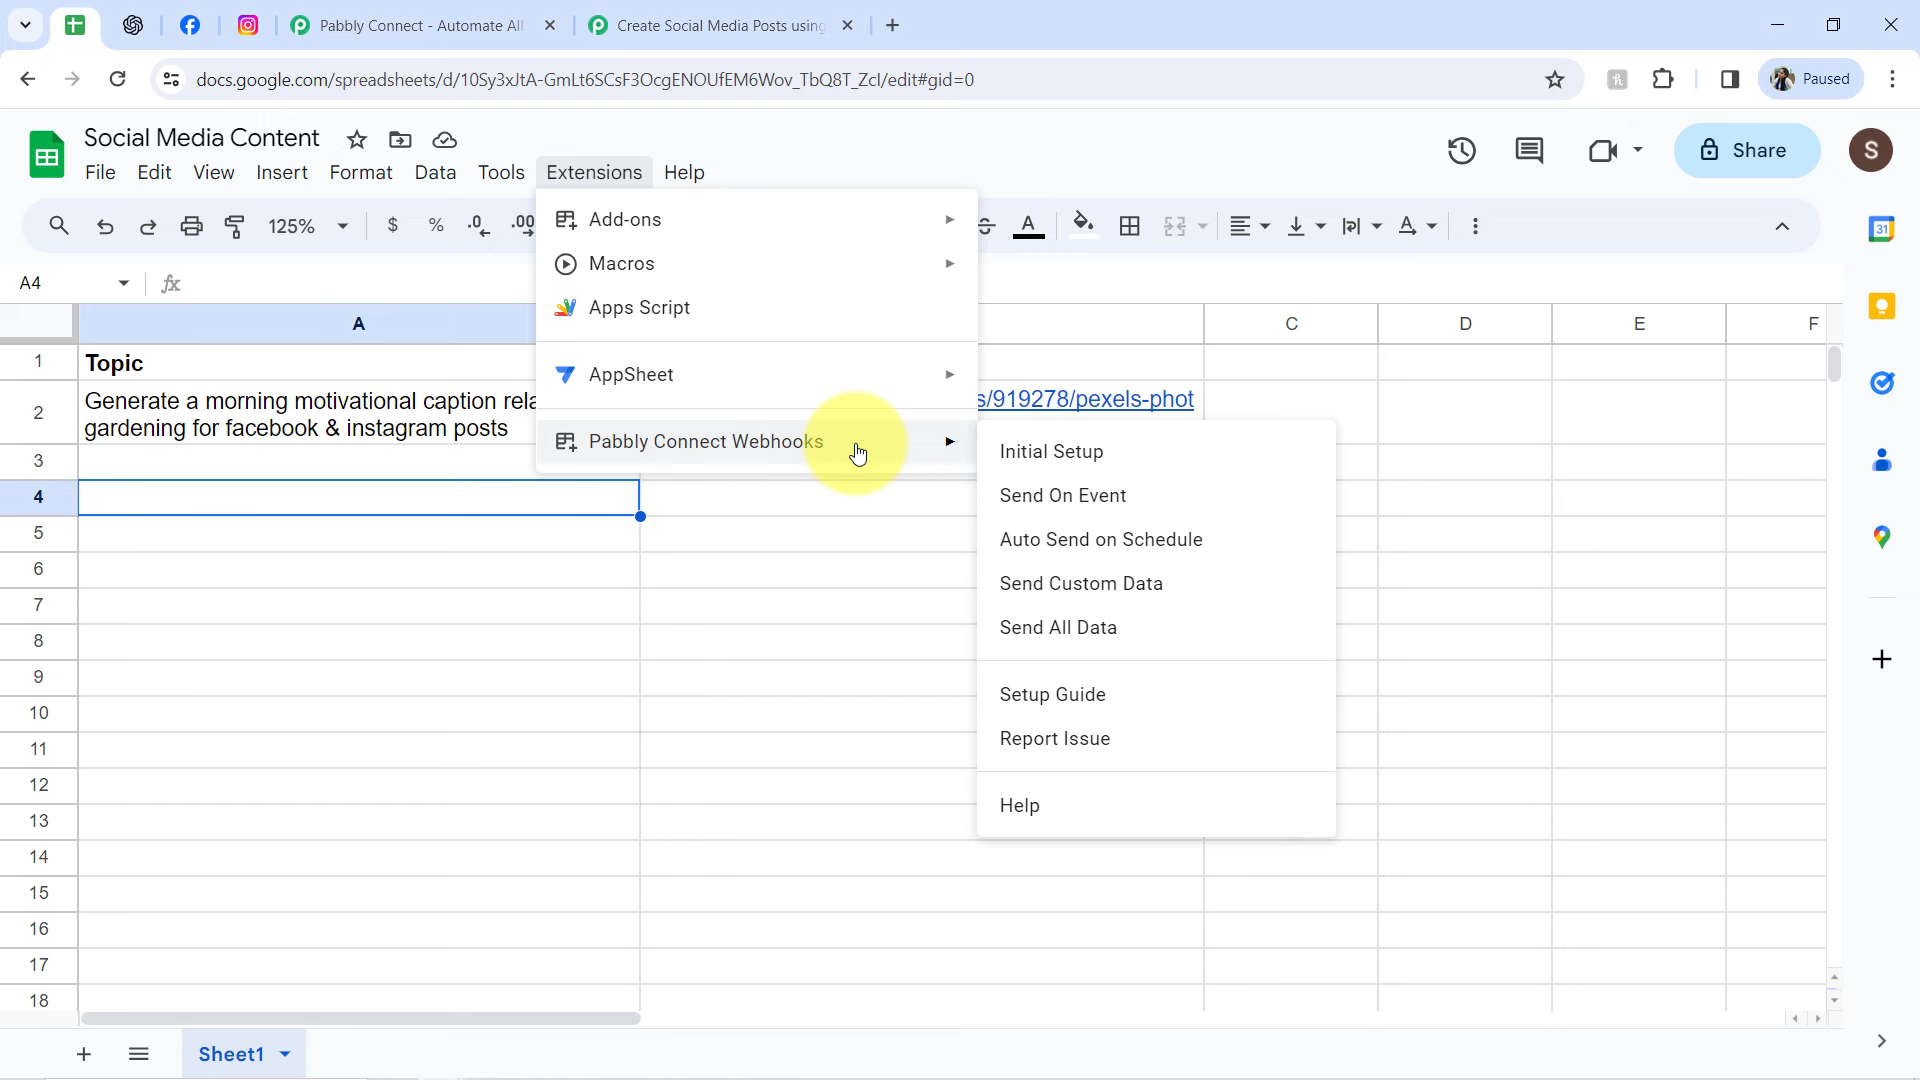 Pabbly Connect - Automate All
Create Social Media Posts using
docs.google.com/spreadsheets/d/10Sy3xJtA-GmLt6SCsF3OcgENOUfEM6Wov_TbQ8T_ZcI/edit#gid=0
Paused
Social Media Content
File Edit View Insert Format Data Tools Extensions Help
Share
S
125%
$ % .0 .00
A
31
Add-ons
Macros
Apps Script
AppSheet
Pabbly Connect Webhooks
Initial Setup
Send On Event
Auto Send on Schedule
Send Custom Data
Send All Data
Setup Guide
Report Issue
Help
A4
fx
A C D E F
1 Topic
2 Generate a morning motivational caption rela s/919278/pexels-phot
gardening for facebook & instagram posts
3
4
5
6
7
8
9
10
11
12
13
14
15
16
17
18
Sheet1